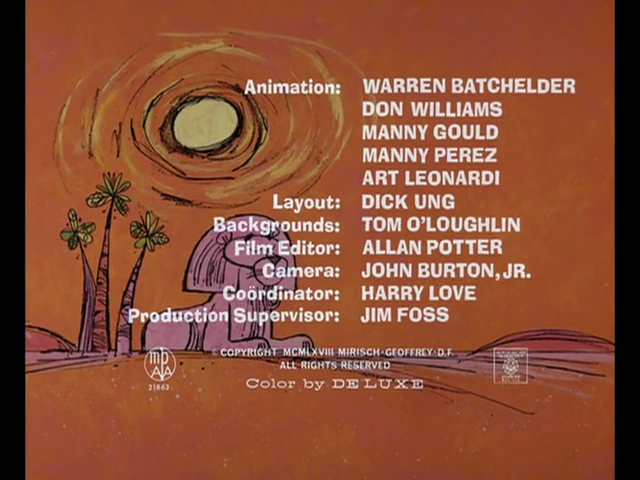 Animation: WARREN BATCHELDER
DON WILLIAMS
MANNY GOULD
MANNY PEREZ
ART LEONARDI
Layout: DICK UNG
Backgrounds: TOM O'LOUGHLIN
Film Editor: ALLAN POTTER
Camera: JOHN BURTON, JR.
Coördinator: HARRY LOVE
Production Supervisor: JIM FOSS
© COPYRIGHT MCMLXVIII MIRISCH-GEOFFREY-D.F.
ALL RIGHTS RESERVED
Color by DE LUXE